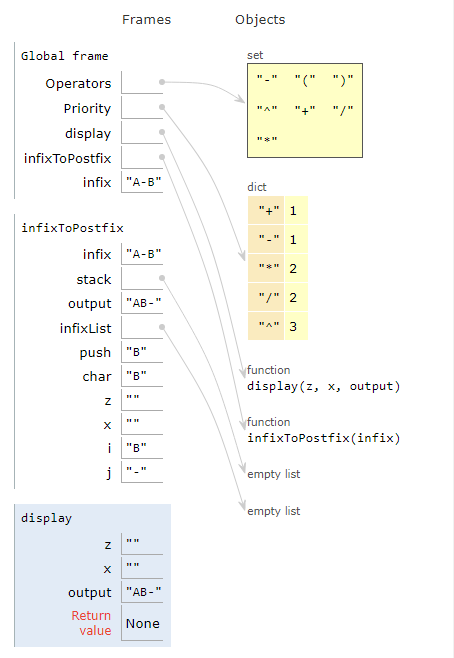 Frames Objects
Global frame
Operators
Priority
display
infixToPostfix
infix "A-B"
infixToPostfix
infix "A-B"
stack
output "AB-"
infixList
push "B"
char "B"
z ""
x ""
i "B"
j "-"
display
z ""
x ""
output "AB-"
Return
value None
set
"-" "(" ")"
"^" "+" "/"
"*"
dict
"+" 1
"-" 1
"*" 2
"/" 2
"^" 3
function
display(z, x, output)
function
infixToPostfix(infix)
empty list
empty list